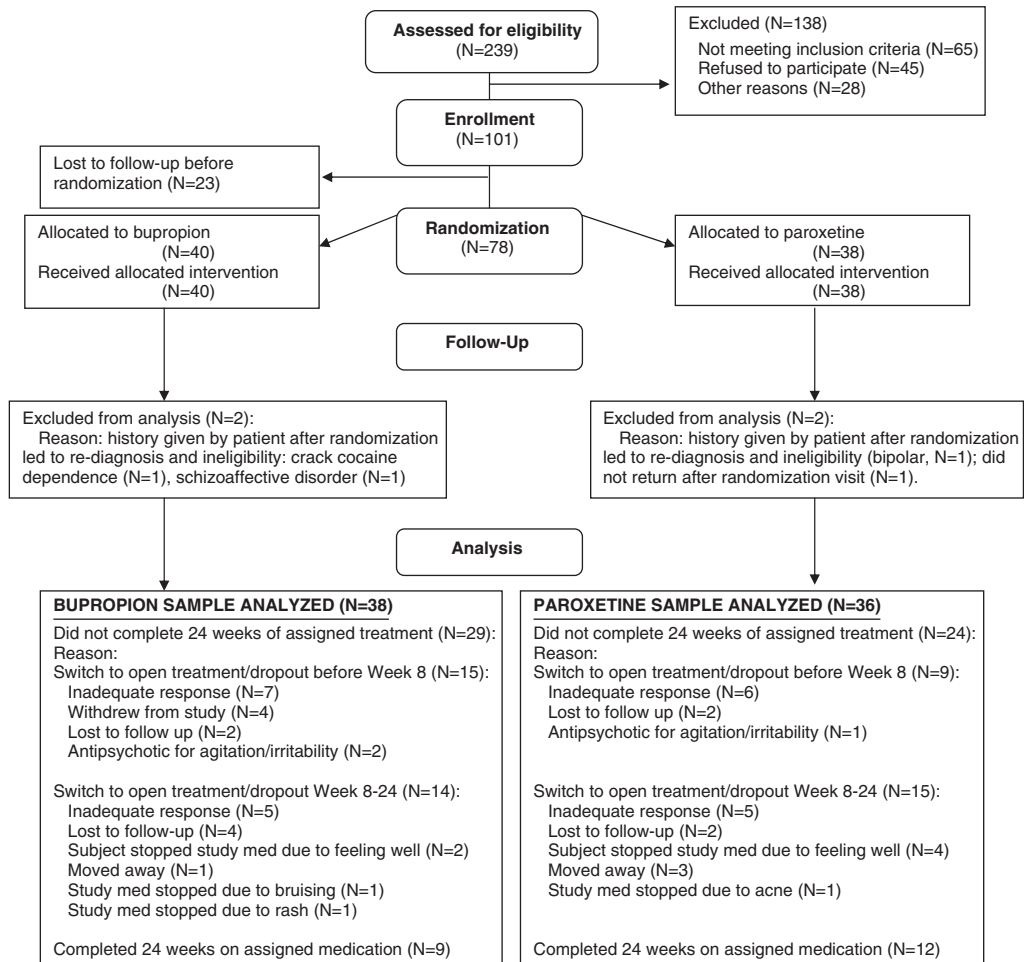 Assessed for eligibility
(N=239)
Excluded (N=138)
Not meeting inclusion criteria (N=65)
Refused to participate (N=45)
Other reasons (N=28)
Enrollment
(N=101)
Lost to follow-up before
randomization (N=23)
Randomization
(N=78)
Allocated to bupropion
(N=40)
Received allocated intervention
(N=40)
Allocated to paroxetine
(N=38)
Received allocated intervention
(N=38)
Follow-Up
Excluded from analysis (N=2):
Reason: history given by patient after randomization
led to re-diagnosis and ineligibility: crack cocaine
dependence (N=1), schizoaffective disorder (N=1)
Excluded from analysis (N=2):
Reason: history given by patient after randomization
led to re-diagnosis and ineligibility (bipolar, N=1); did
not return after randomization visit (N=1).
Analysis
BUPROPION SAMPLE ANALYZED (N=38)
Did not complete 24 weeks of assigned treatment (N=29):
Reason:
Switch to open treatment/dropout before Week 8 (N=15):
Inadequate response (N=7)
Withdrew from study (N=4)
Lost to follow up (N=2)
Antipsychotic for agitation/irritability (N=2)
Switch to open treatment/dropout Week 8-24 (N=14):
Inadequate response (N=5)
Lost to follow-up (N=4)
Subject stopped study med due to feeling well (N=2)
Moved away (N=1)
Study med stopped due to bruising (N=1)
Study med stopped due to rash (N=1)
Completed 24 weeks on assigned medication (N=9)
PAROXETINE SAMPLE ANALYZED (N=36)
Did not complete 24 weeks of assigned treatment (N=24):
Reason:
Switch to open treatment/dropout before Week 8 (N=9):
Inadequate response (N=6)
Lost to follow up (N=2)
Antipsychotic for agitation/irritability (N=1)
Switch to open treatment/dropout Week 8-24 (N=15):
Inadequate response (N=5)
Lost to follow-up (N=2)
Subject stopped study med due to feeling well (N=4)
Moved away (N=3)
Study med stopped due to acne (N=1)
Completed 24 weeks on assigned medication (N=12)